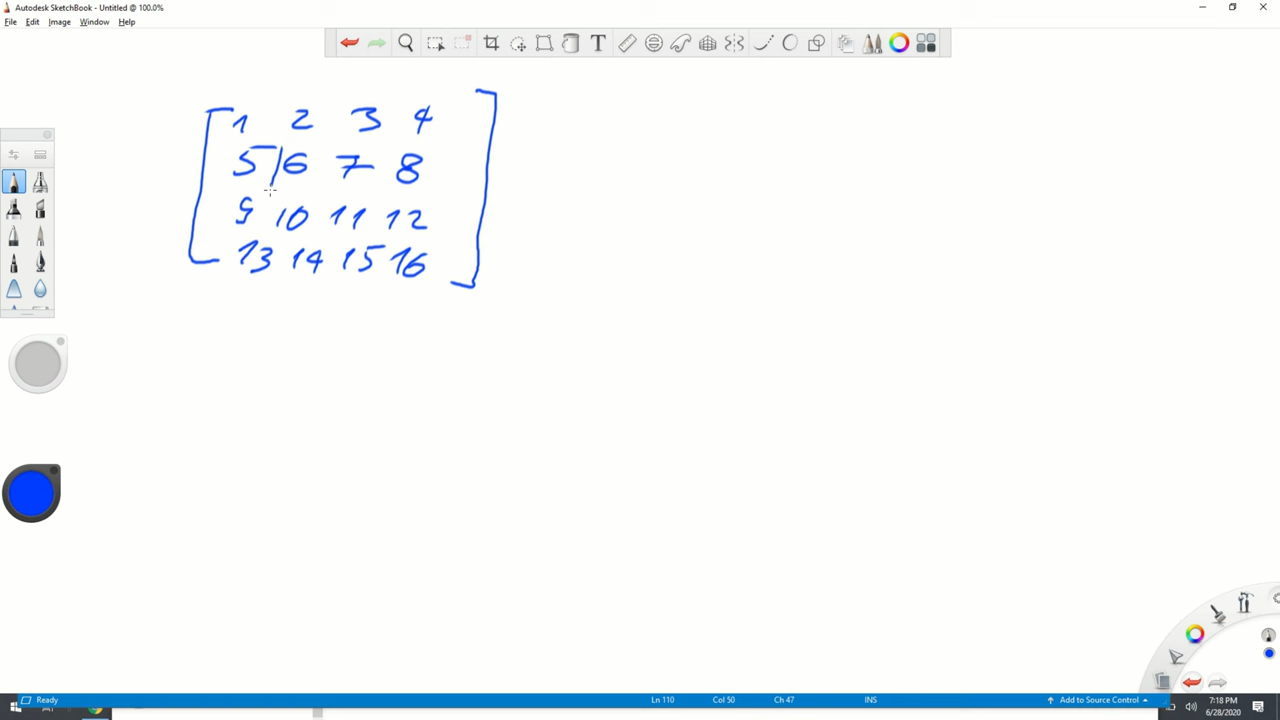 Autodesk SketchBook - Untitled @ 100.0%
File Edit Image Window Help
1 2 3 4
5 6 7 8
9 10 11 12
13 14 15 16
Ready Ln 110 Col 50 Ch 47 INS Add to Source Control
7:18 PM
6/28/2020